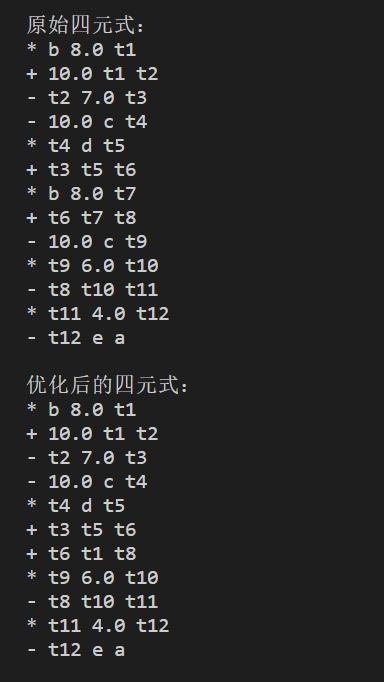 原始四元式：
* b 8.0 t1
+ 10.0 t1 t2
- t2 7.0 t3
- 10.0 c t4
* t4 d t5
+ t3 t5 t6
* b 8.0 t7
+ t6 t7 t8
- 10.0 c t9
* t9 6.0 t10
- t8 t10 t11
* t11 4.0 t12
- t12 e a
优化后的四元式：
* b 8.0 t1
+ 10.0 t1 t2
- t2 7.0 t3
- 10.0 c t4
* t4 d t5
+ t3 t5 t6
+ t6 t1 t8
* t9 6.0 t10
- t8 t10 t11
* t11 4.0 t12
- t12 e a